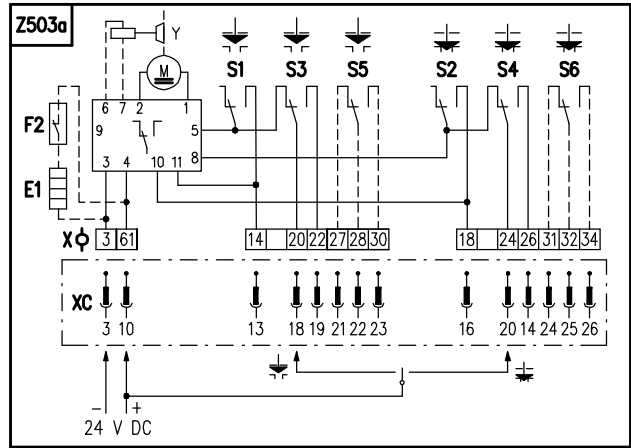 Z503a
Y
M
S1 S3 S5 S2 S4 S6
6 7 2 1
F2
9 5
8
3 4 10 11
E1
X 3 61 14 20 22 27 28 30 18 24 26 31 32 34
XC
3 10 13 18 19 21 22 23 16 20 14 24 25 26
− +
24 V DC